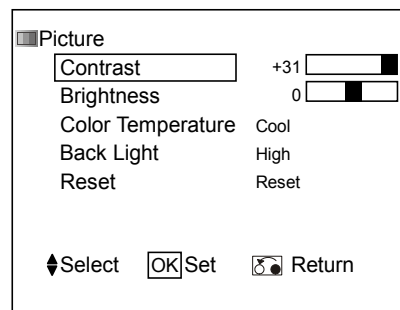 Picture
Contrast +31
Brightness 0
Color Temperature Cool
Back Light High
Reset Reset
Select OK Set Return